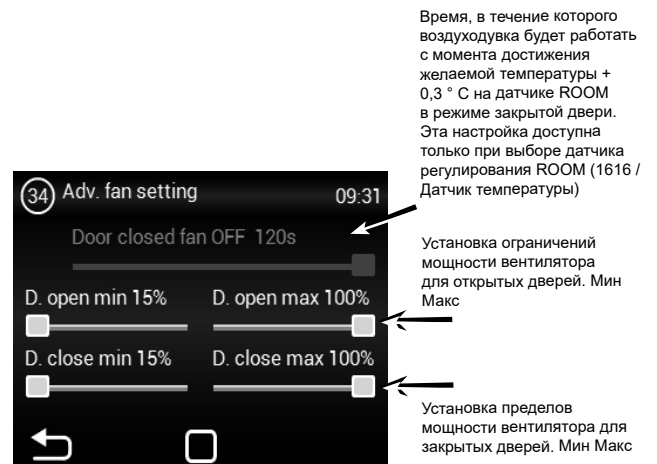 Время, в течение которого
воздуходувка будет работать
с момента достижения
желаемой температуры +
0,3 ° C на датчике ROOM
в режиме закрытой двери.
Эта настройка доступна
только при выборе датчика
регулирования ROOM (1616 /
Датчик температуры)
34 Adv. fan setting 09:31
Door closed fan OFF 120s
Установка ограничений
мощности вентилятора
для открытых дверей. Мин
Макс
D. open min 15% D. open max 100%
D. close min 15% D. close max 100%
Установка пределов
мощности вентилятора для
закрытых дверей. Мин Макс